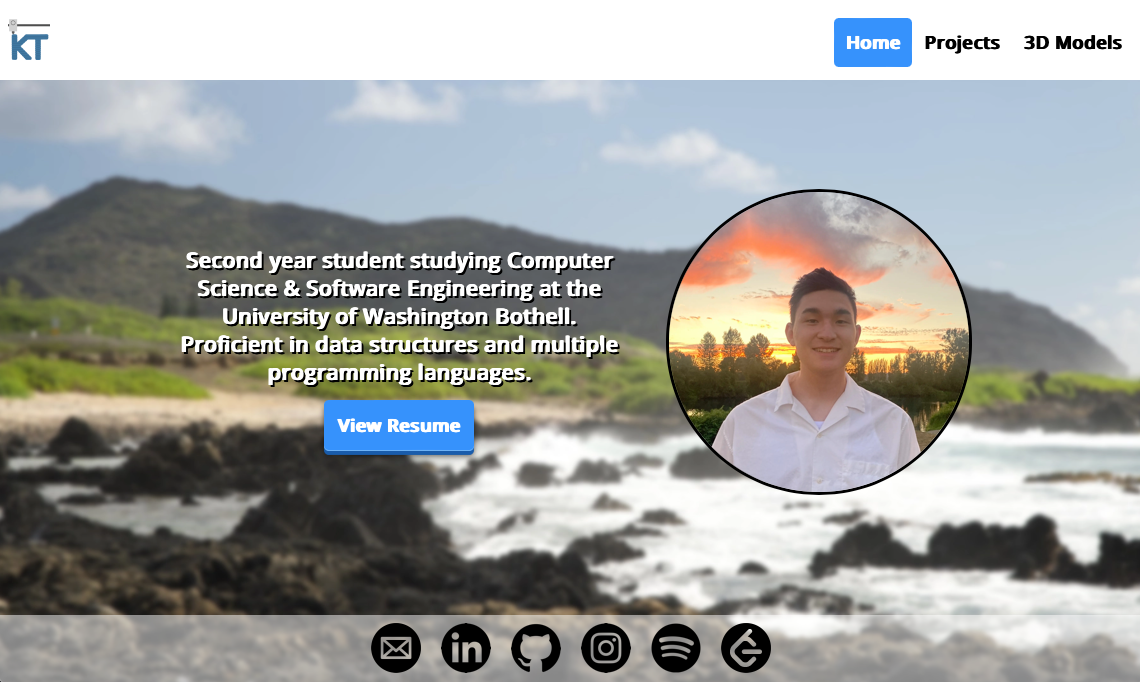 KT
Home Projects 3D Models
Second year student studying Computer
Science & Software Engineering at the
University of Washington Bothell.
Proficient in data structures and multiple
programming languages.
View Resume
in